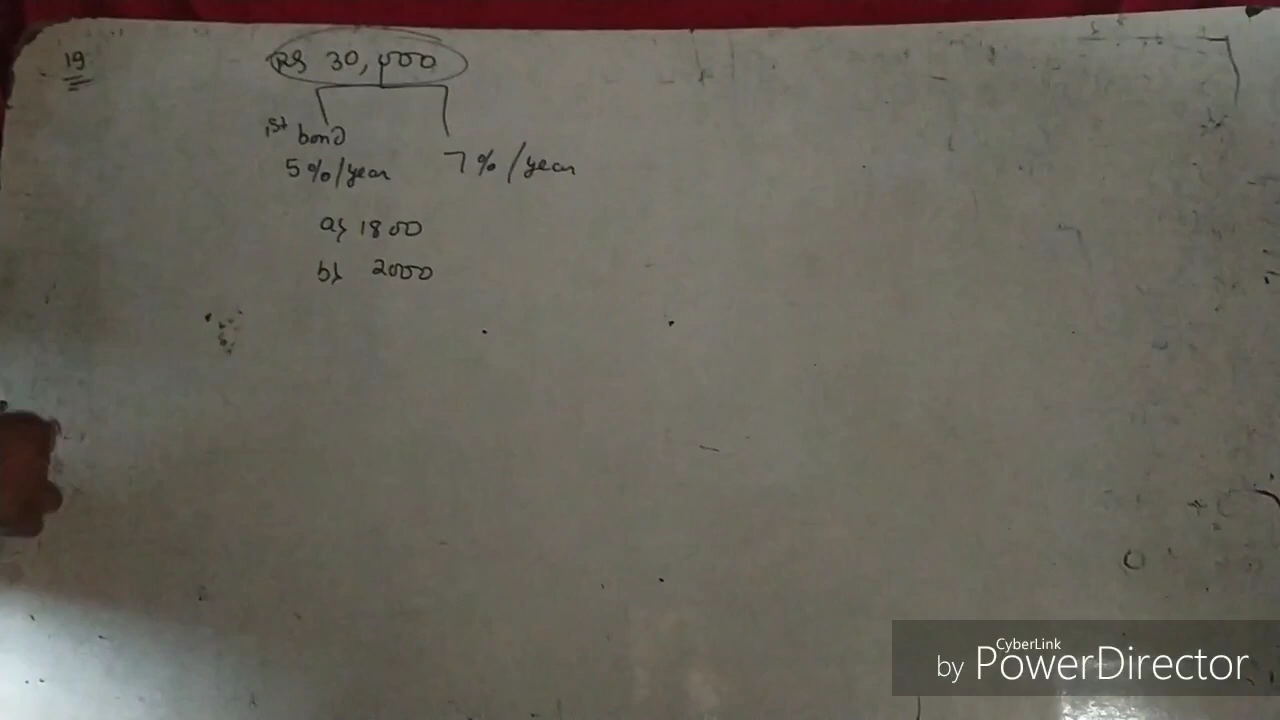 19
Rs 30,000
1st bond
5%/year 7%/year
a} 1800
b} 2000
CyberLink
by PowerDirector